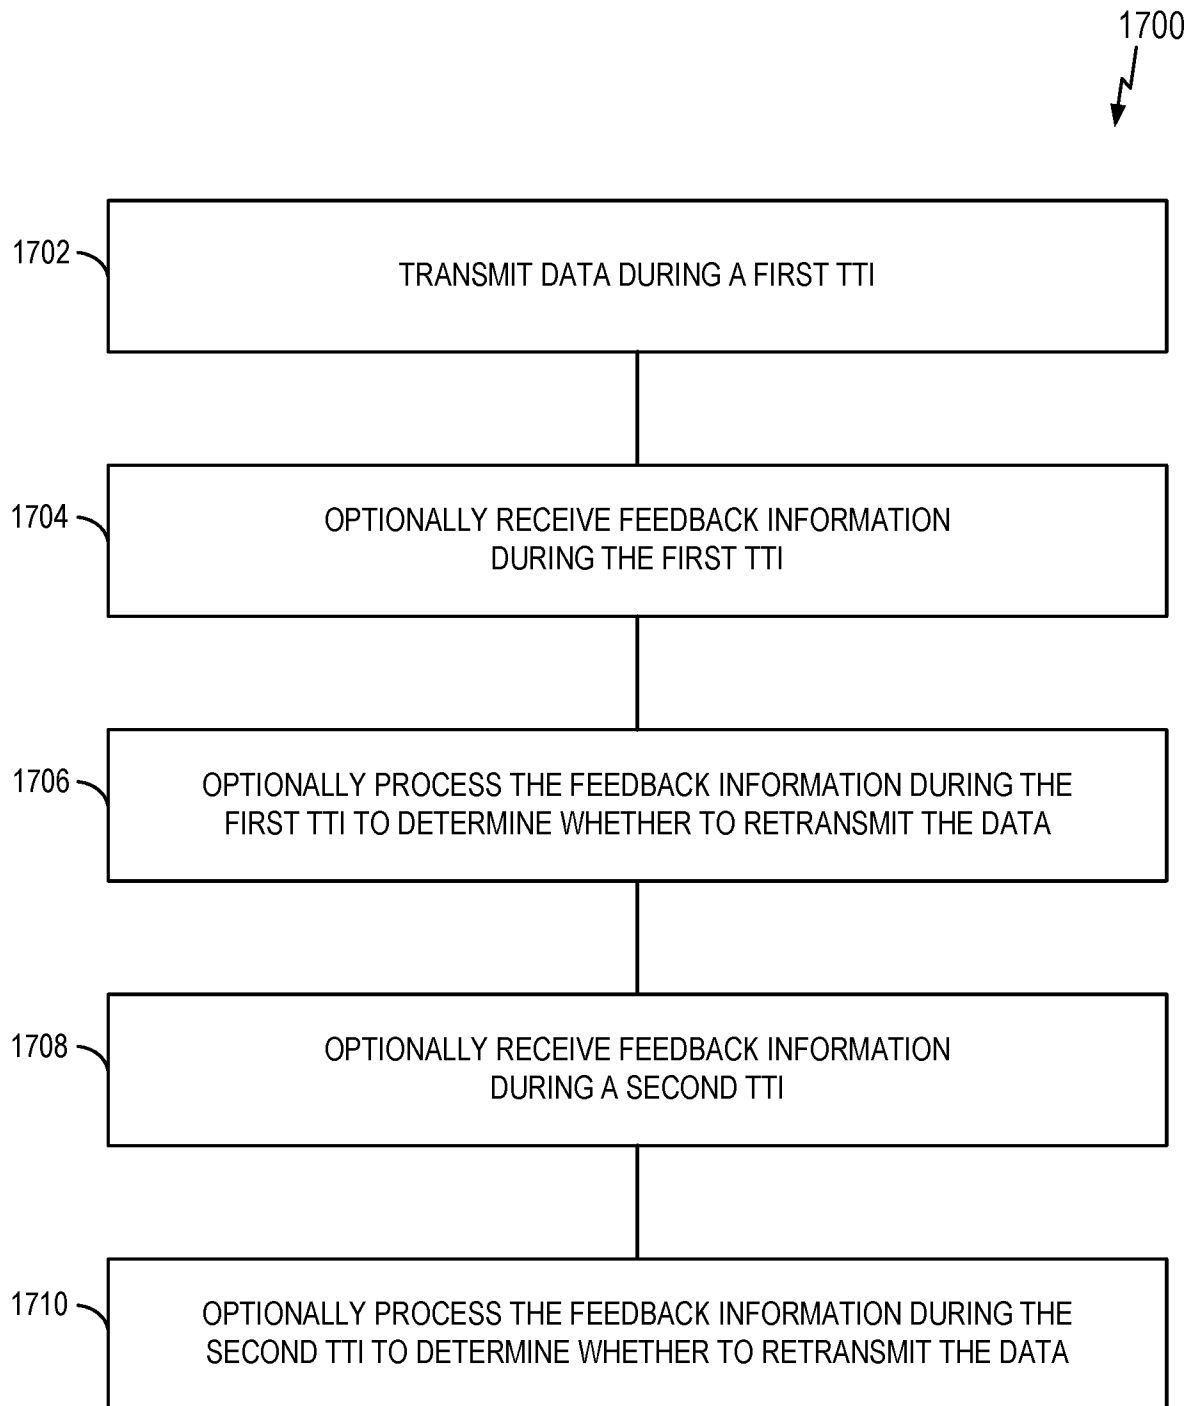 1700
1702
TRANSMIT DATA DURING A FIRST TTI
1704
OPTIONALLY RECEIVE FEEDBACK INFORMATION
DURING THE FIRST TTI
1706
OPTIONALLY PROCESS THE FEEDBACK INFORMATION DURING THE
FIRST TTI TO DETERMINE WHETHER TO RETRANSMIT THE DATA
1708
OPTIONALLY RECEIVE FEEDBACK INFORMATION
DURING A SECOND TTI
1710
OPTIONALLY PROCESS THE FEEDBACK INFORMATION DURING THE
SECOND TTI TO DETERMINE WHETHER TO RETRANSMIT THE DATA